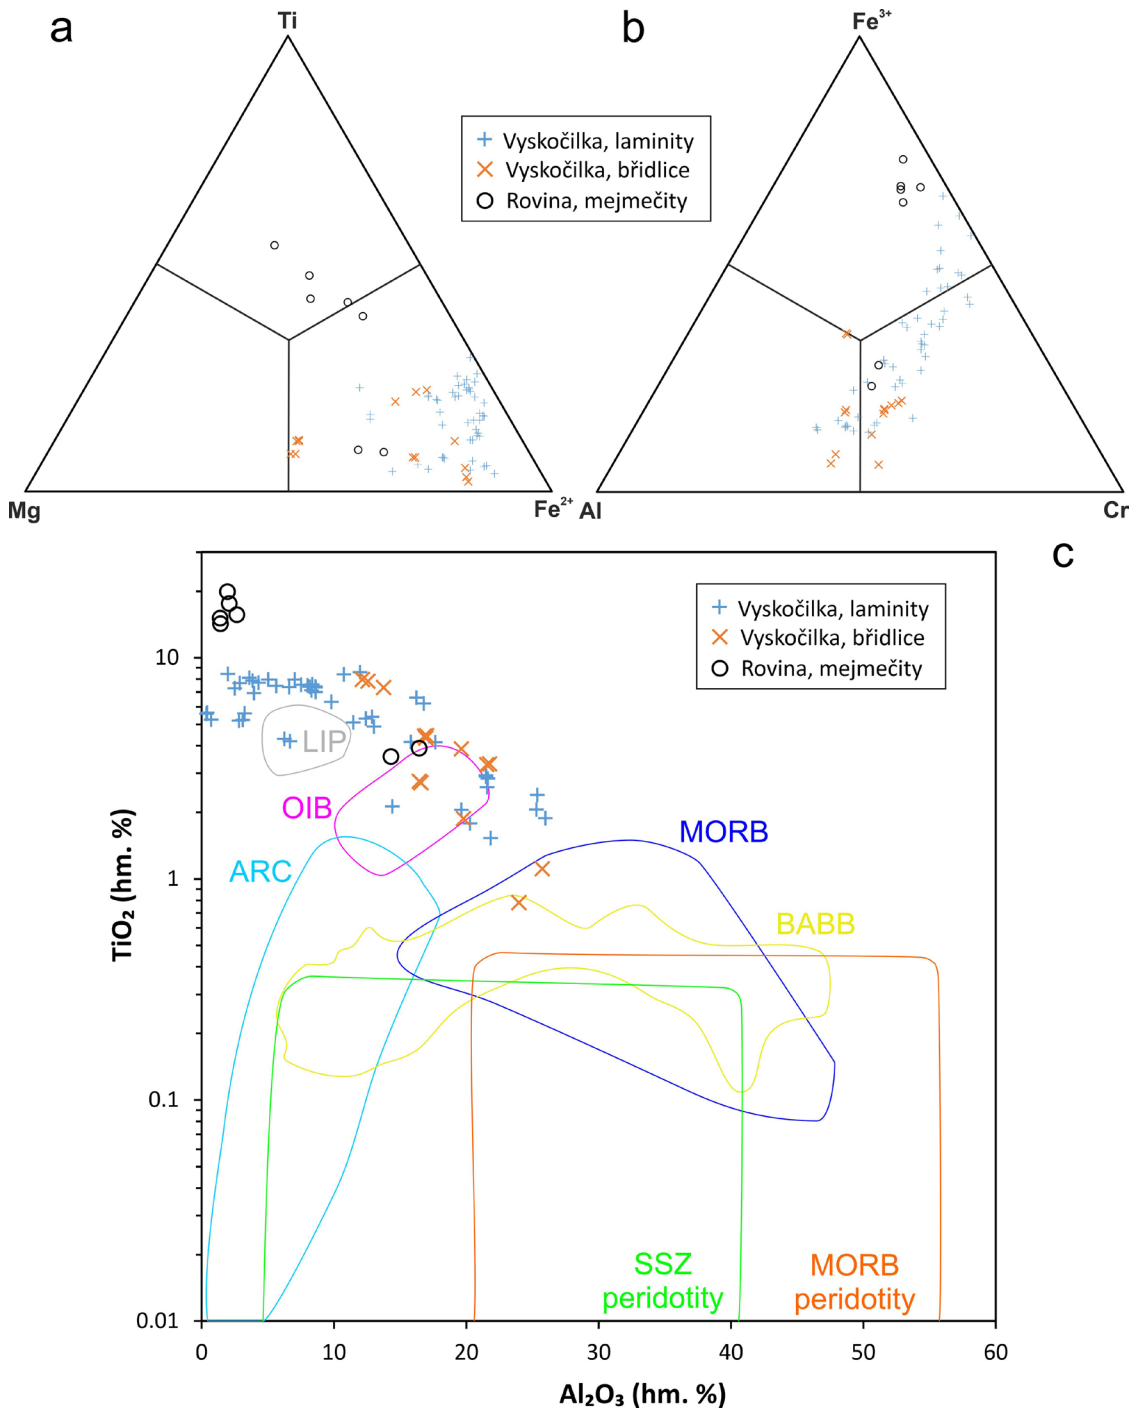 a
Ti
Mg
Fe²⁺
b
Fe³⁺
Al
Cr
Vyskočilka, laminity
Vyskočilka, břidlice
Rovina, mejmečity
c
Vyskočilka, laminity
Vyskočilka, břidlice
Rovina, mejmečity
TiO₂ (hm. %)
10
1
0.1
0.01
LIP
OIB
ARC
MORB
BABB
SSZ
peridotity
MORB
peridotity
0
10
20
30
40
50
60
Al₂O₃ (hm. %)